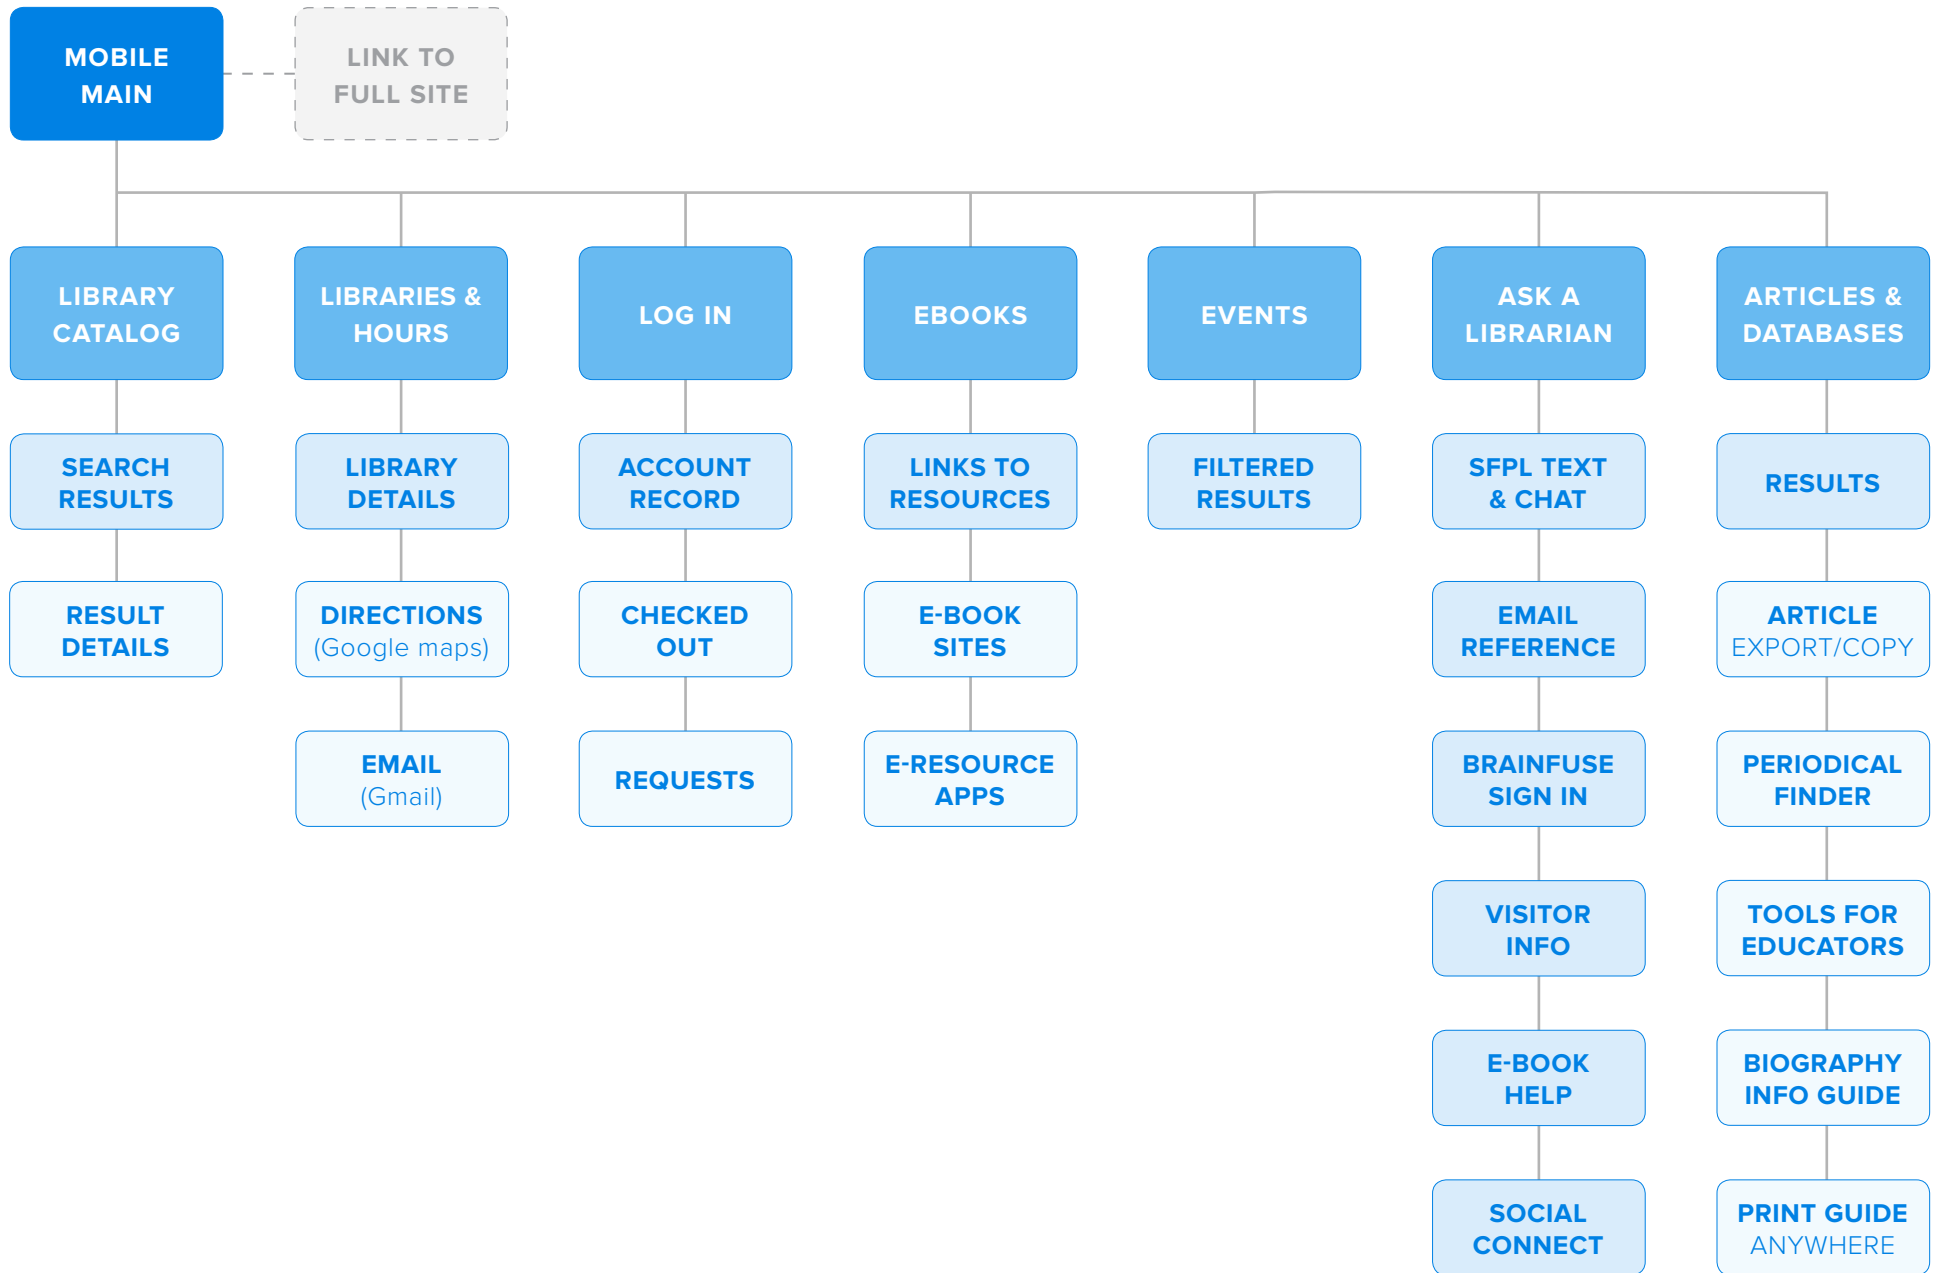 MOBILE
MAIN
LINK TO
FULL SITE
LIBRARY
CATALOG
LIBRARIES &
HOURS
LOG IN
EBOOKS
EVENTS
ASK A
LIBRARIAN
ARTICLES &
DATABASES
SEARCH
RESULTS
LIBRARY
DETAILS
ACCOUNT
RECORD
LINKS TO
RESOURCES
FILTERED
RESULTS
SFPL TEXT
& CHAT
RESULTS
RESULT
DETAILS
DIRECTIONS
(Google maps)
CHECKED
OUT
E-BOOK
SITES
EMAIL
REFERENCE
ARTICLE
EXPORT/COPY
EMAIL
(Gmail)
REQUESTS
E-RESOURCE
APPS
BRAINFUSE
SIGN IN
PERIODICAL
FINDER
VISITOR
INFO
TOOLS FOR
EDUCATORS
E-BOOK
HELP
BIOGRAPHY
INFO GUIDE
SOCIAL
CONNECT
PRINT GUIDE
ANYWHERE